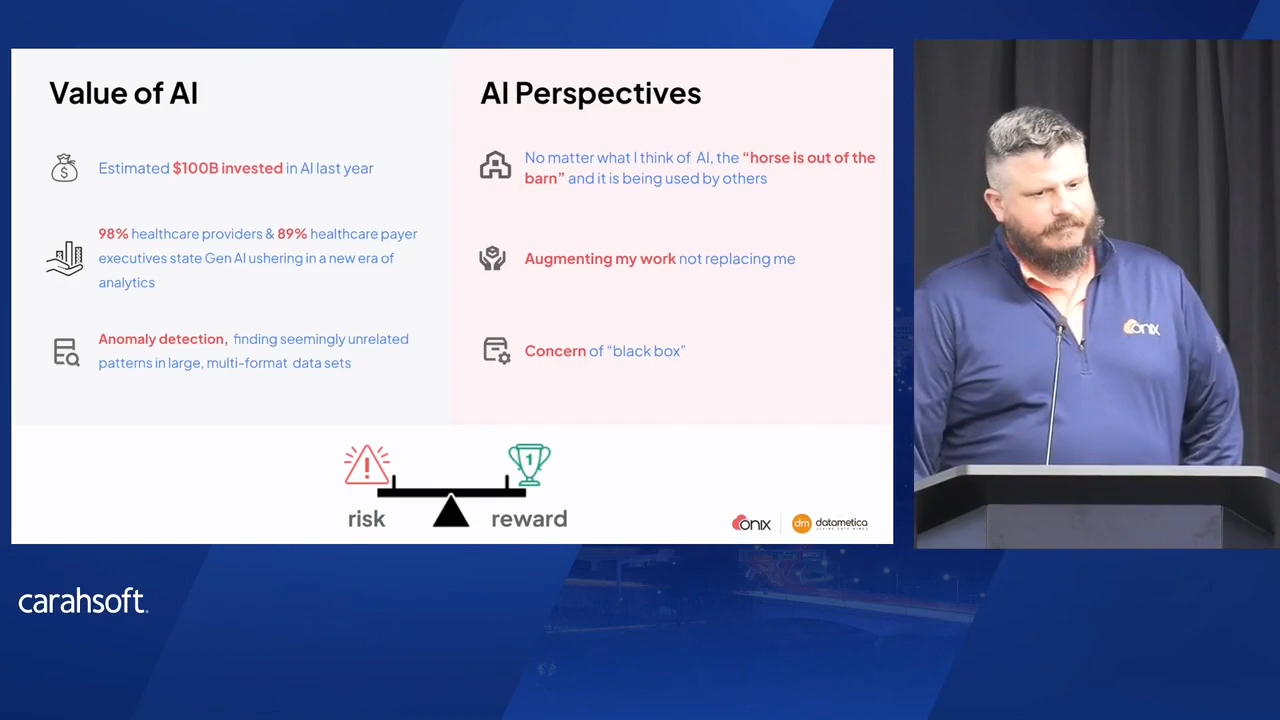 Value of AI
Estimated $100B invested in AI last year
98% healthcare providers & 89% healthcare payer
executives state Gen AI ushering in a new era of
analytics
Anomaly detection, finding seemingly unrelated
patterns in large, multi-format data sets
AI Perspectives
No matter what I think of AI, the “horse is out of the
barn” and it is being used by others
Augmenting my work not replacing me
Concern of “black box”
1
risk
reward
onix
dm datametica
onix
carahsoft.